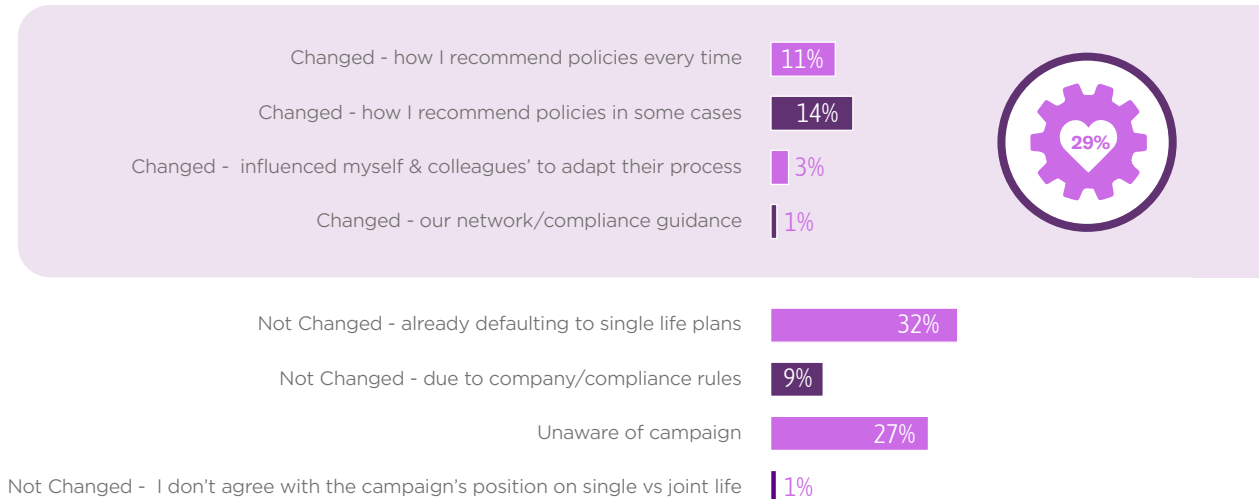 Changed - how I recommend policies every time 11%
Changed - how I recommend policies in some cases 14%
29%
Changed -  influenced myself & colleagues' to adapt their process 3%
Changed - our network/compliance guidance 1%
Not Changed - already defaulting to single life plans 32%
Not Changed - due to company/compliance rules 9%
Unaware of campaign 27%
Not Changed -  I don't agree with the campaign's position on single vs joint life 1%